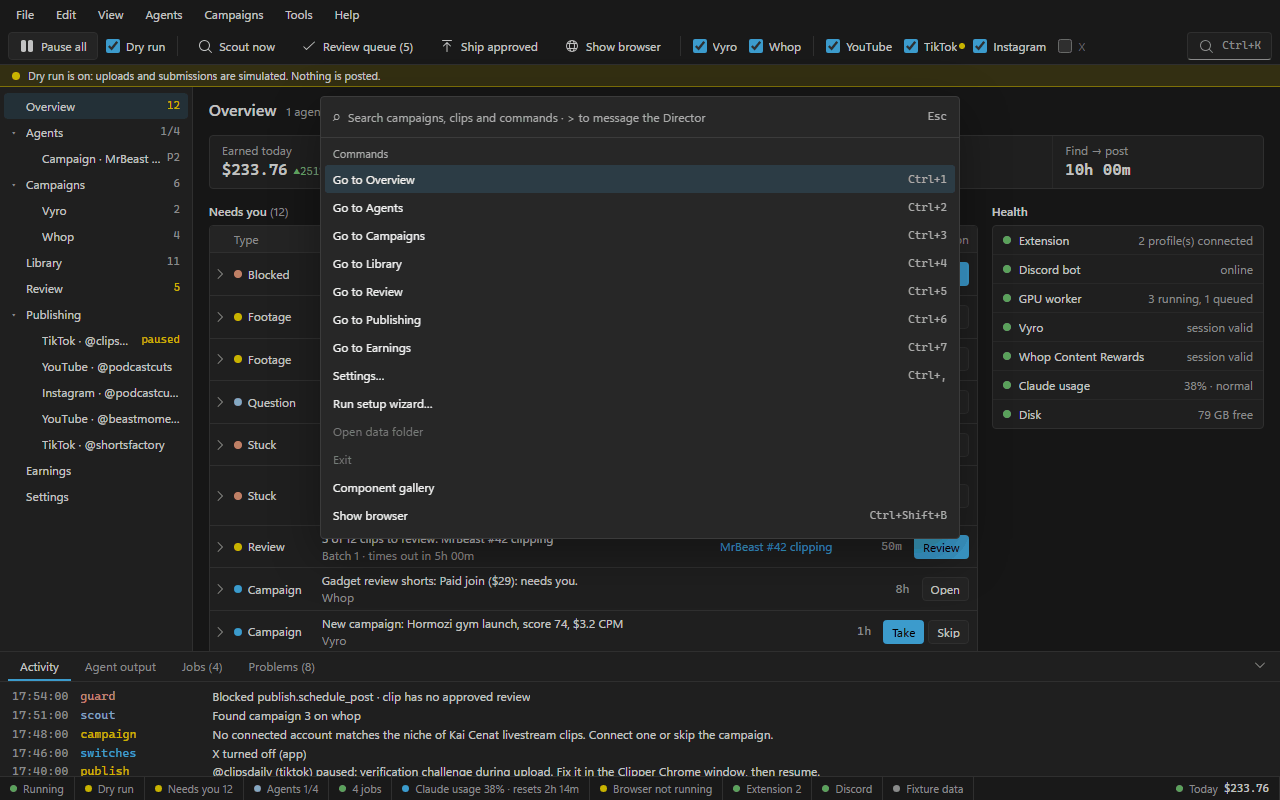 File Edit View Agents Campaigns Tools Help
Pause all Dry run Scout now Review queue (5) Ship approved Show browser Vyro Whop YouTube TikTok Instagram X Ctrl+K
Dry run is on: uploads and submissions are simulated. Nothing is posted.
Overview 12
Agents 1/4
Campaign · MrBeast ... P2
Campaigns 6
Vyro 2
Whop 4
Library 11
Review 5
Publishing
TikTok · @clips... paused
YouTube · @podcastcuts
Instagram · @podcastcu...
YouTube · @beastmome...
TikTok · @shortsfactory
Earnings
Settings
Overview 1 agen
Earned today
$233.76 ▲251
Find → post
10h 00m
Needs you (12)
Type
Blocked
Footage
Footage
Question
Stuck
Stuck
Search campaigns, clips and commands · > to message the Director Esc
Commands
Go to Overview Ctrl+1
Go to Agents Ctrl+2
Go to Campaigns Ctrl+3
Go to Library Ctrl+4
Go to Review Ctrl+5
Go to Publishing Ctrl+6
Go to Earnings Ctrl+7
Settings... Ctrl+,
Run setup wizard...
Open data folder
Exit
Component gallery
Show browser Ctrl+Shift+B
Review 5 of 12 clips to review: MrBeast #42 clipping MrBeast #42 clipping 50m Review
Batch 1 · times out in 5h 00m
Campaign Gadget review shorts: Paid join ($29): needs you. 8h Open
Whop
Campaign New campaign: Hormozi gym launch, score 74, $3.2 CPM 1h Take Skip
Vyro
Health
Extension 2 profile(s) connected
Discord bot online
GPU worker 3 running, 1 queued
Vyro session valid
Whop Content Rewards session valid
Claude usage 38% · normal
Disk 79 GB free
Activity Agent output Jobs (4) Problems (8)
17:54:00 guard Blocked publish.schedule_post · clip has no approved review
17:51:00 scout Found campaign 3 on whop
17:48:00 campaign No connected account matches the niche of Kai Cenat livestream clips. Connect one or skip the campaign.
17:46:00 switches X turned off (app)
17:40:00 publish @clipsdaily (tiktok) paused: verification challenge during upload. Fix it in the Clipper Chrome window, then resume.
Running Dry run Needs you 12 Agents 1/4 4 jobs Claude usage 38% · resets 2h 14m Browser not running Extension 2 Discord Fixture data Today $233.76